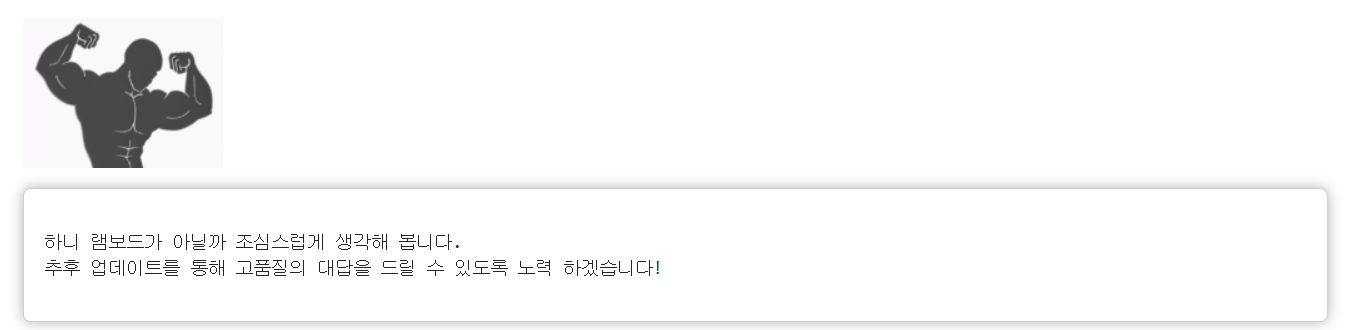 하니 램보드가 아닐까 조심스럽게 생각해 봅니다.
추후 업데이트를 통해 고품질의 대답을 드릴 수 있도록 노력 하겠습니다!